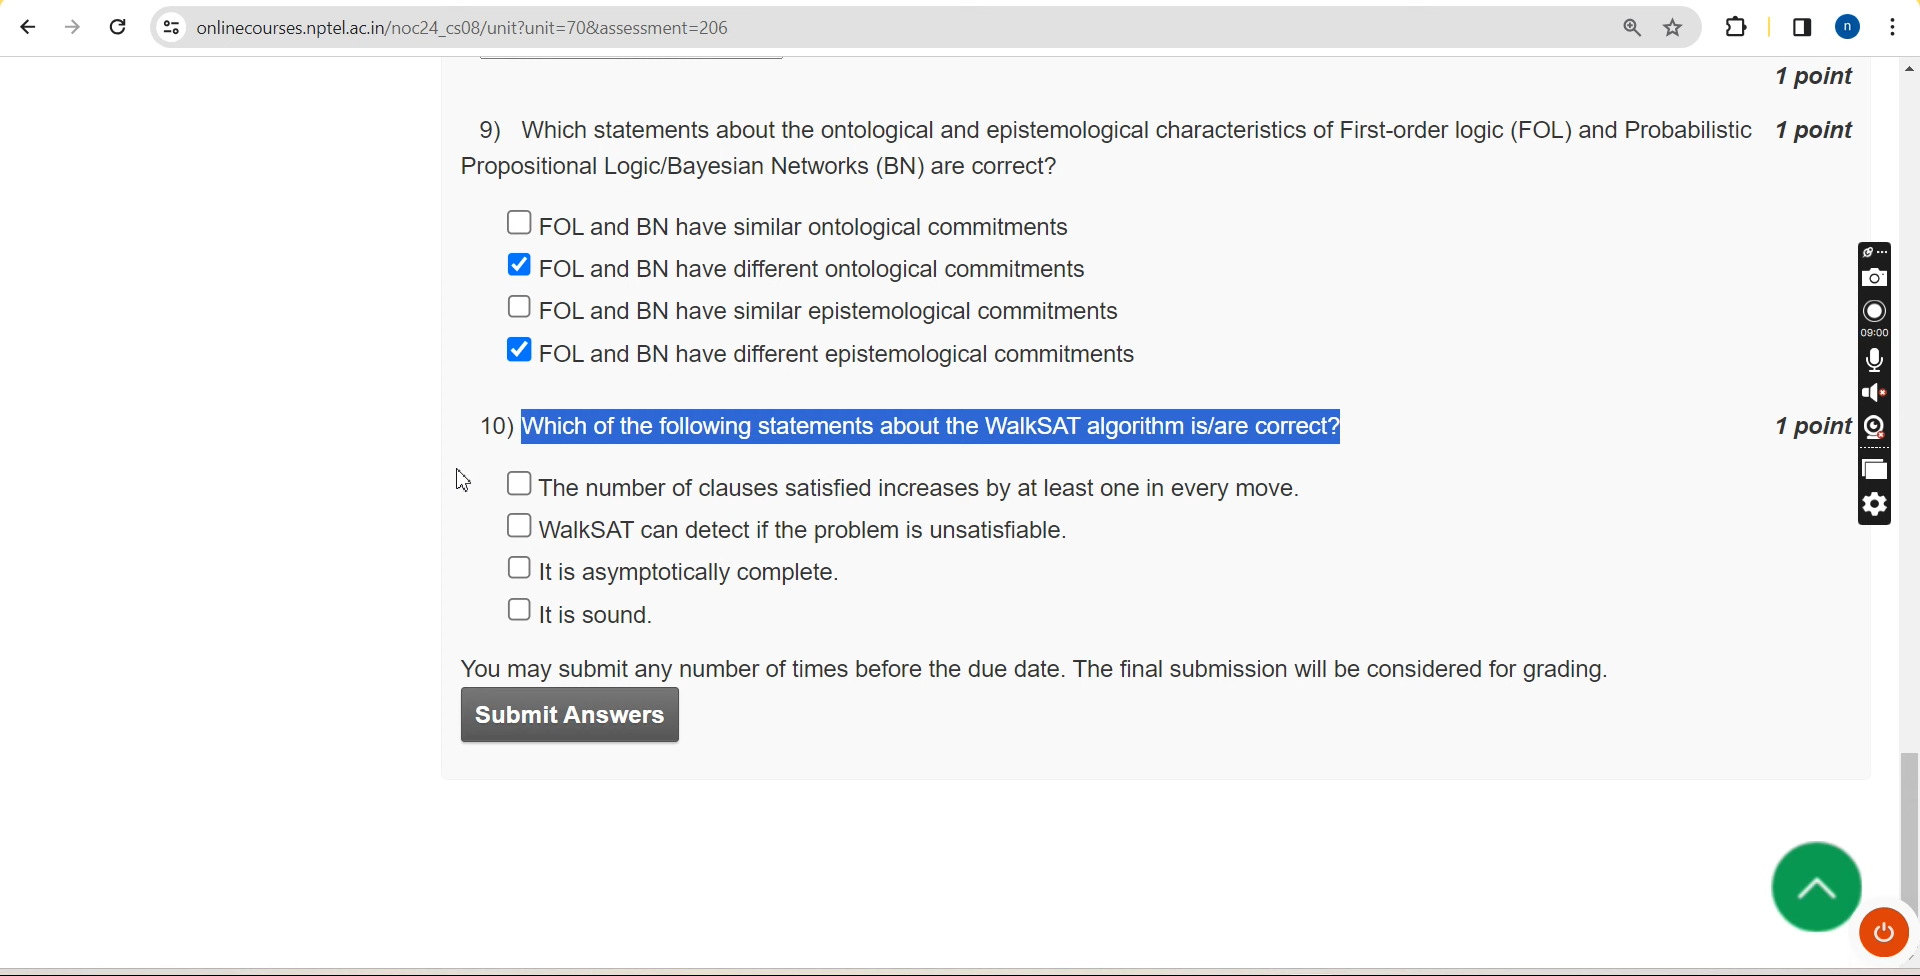 onlinecourses.nptel.ac.in/noc24_cs08/unit?unit=70&assessment=206
n
1 point
9) Which statements about the ontological and epistemological characteristics of First-order logic (FOL) and Probabilistic 1 point
Propositional Logic/Bayesian Networks (BN) are correct?
FOL and BN have similar ontological commitments
FOL and BN have different ontological commitments
FOL and BN have similar epistemological commitments
FOL and BN have different epistemological commitments
09:00
10) Which of the following statements about the WalkSAT algorithm is/are correct? 1 point
The number of clauses satisfied increases by at least one in every move.
WalkSAT can detect if the problem is unsatisfiable.
It is asymptotically complete.
It is sound.
You may submit any number of times before the due date. The final submission will be considered for grading.
Submit Answers